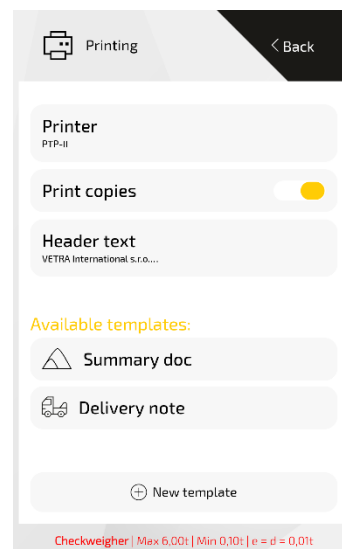 Printing
< Back
Printer
PTP-II
Print copies
Header text
VETRA International s.r.o....
Available templates:
Summary doc
Delivery note
New template
Checkweigher | Max 6,00t | Min 0,10t | e = d = 0,01t